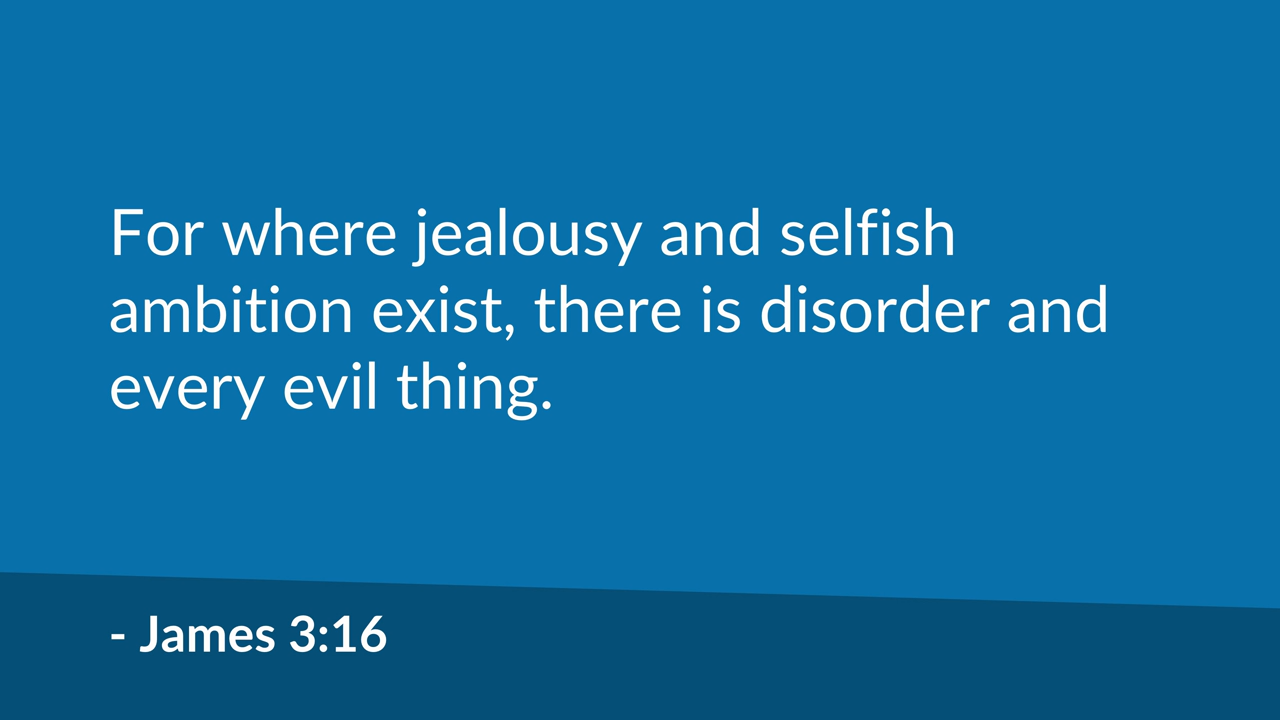 For where jealousy and selfish
ambition exist, there is disorder and
every evil thing.
- James 3:16